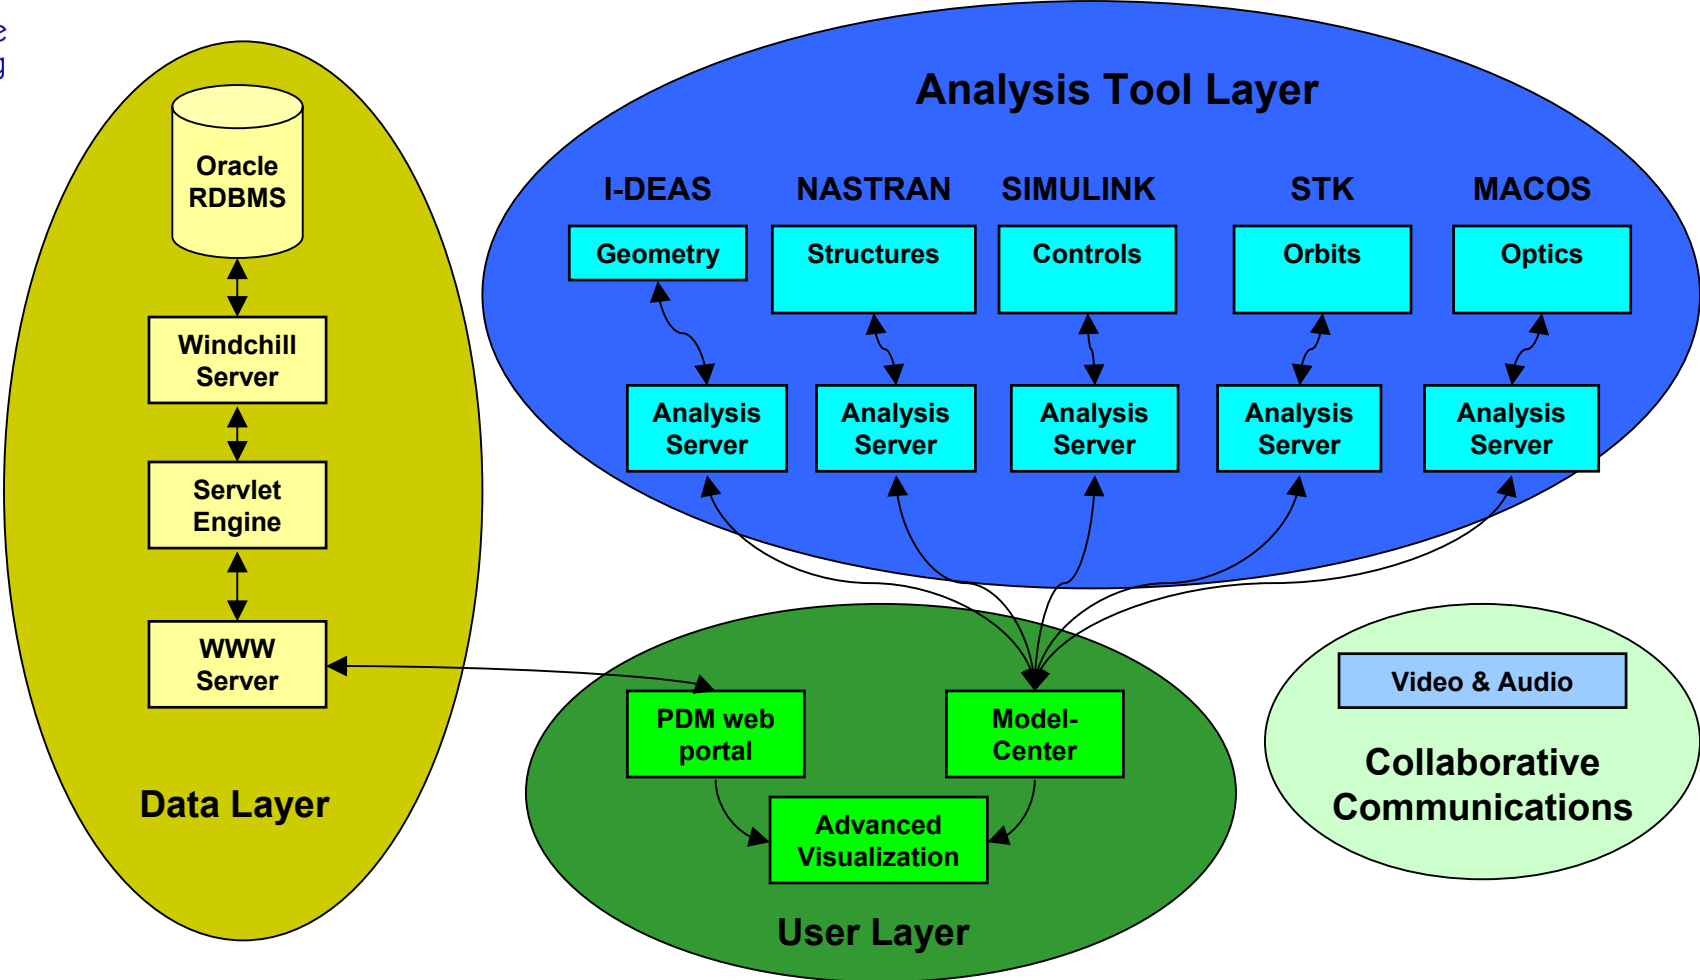 Oracle
RDBMS
Windchill
Server
Servlet
Engine
WWW
Server
Data Layer
Analysis Tool Layer
I-DEAS
NASTRAN
SIMULINK
STK
MACOS
Geometry
Structures
Controls
Orbits
Optics
Analysis
Server
Analysis
Server
Analysis
Server
Analysis
Server
Analysis
Server
PDM web
portal
Model-
Center
Advanced
Visualization
User Layer
Video & Audio
Collaborative
Communications